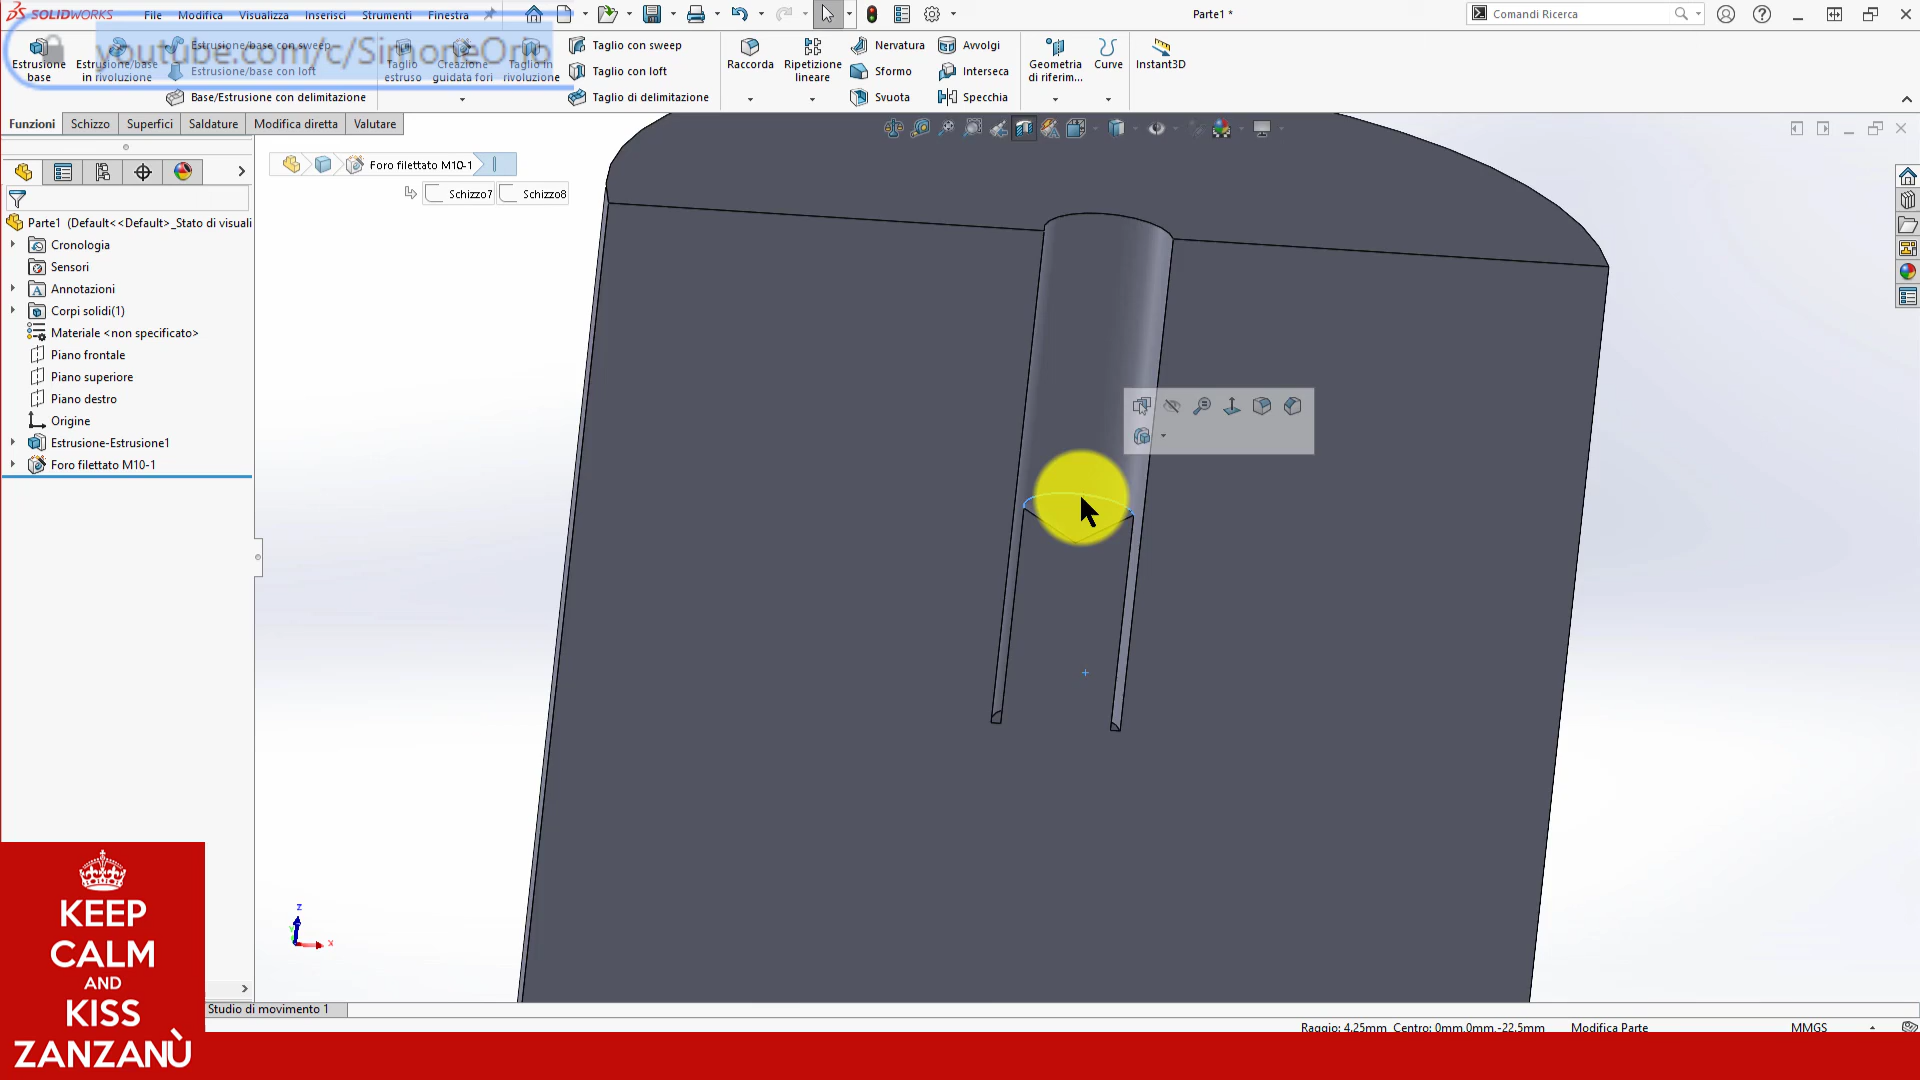 SOLIDWORKS
File
Modifica
Visualizza
Inserisci
Strumenti
Finestra
Parte1 *
Comandi Ricerca
youtube.com/c/SimoneOrio
Estrusione
base
Estrusione/base
in rivoluzione
Estrusione/base con sweep
Estrusione/base con loft
Base/Estrusione con delimitazione
Taglio
estruso
Creazione
guidata fori
Taglio in
rivoluzione
Taglio con sweep
Taglio con loft
Taglio di delimitazione
Raccorda
Ripetizione
lineare
Nervatura
Sformo
Svuota
Avvolgi
Interseca
Specchia
Geometria
di riferim...
Curve
Instant3D
Funzioni
Schizzo
Superfici
Saldature
Modifica diretta
Valutare
Foro filettato M10-1
Schizzo7
Schizzo8
Parte1 (Default<<Default>_Stato di visuali
Cronologia
Sensori
Annotazioni
Corpi solidi(1)
Materiale <non specificato>
Piano frontale
Piano superiore
Piano destro
Origine
Estrusione-Estrusione1
Foro filettato M10-1
z
x
KEEP
CALM
AND
KISS
ZANZANÙ
Studio di movimento 1
Raggio: 4.25mm Centro: 0mm,0mm,-22.5mm
Modifica Parte
MMGS